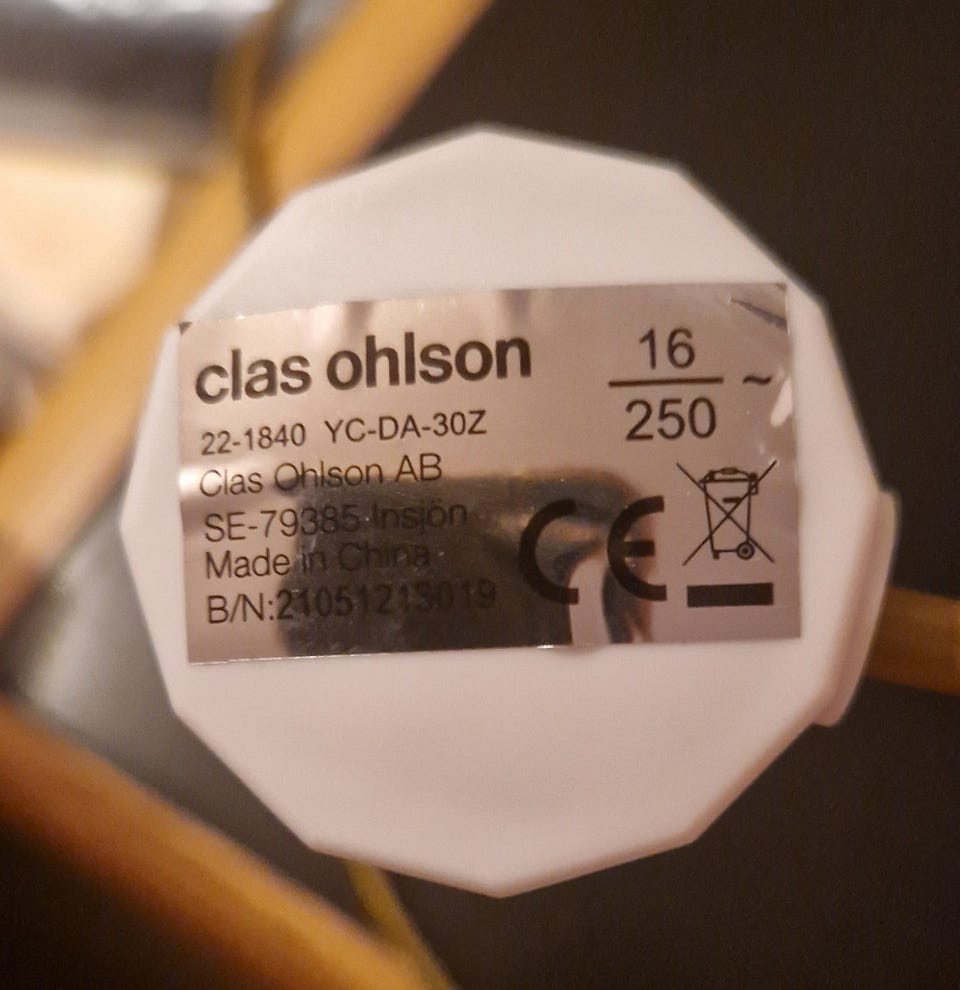 clas ohlson
16
250 ~
22-1840 YC-DA-30Z
Clas Ohlson AB
SE-79385 Insjön
Made in China
B/N:21051213019
CE